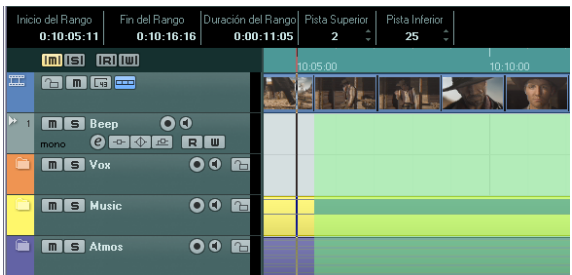 Inicio del Rango Fin del Rango Duración del Rango Pista Superior Pista Inferior
0:10:05:11 0:10:16:16 0:00:11:05 2 25
m S R W
10:05:00 10:10:00
m L43
1 m S Beep
mono e R W
m S Vox
m S Music
m S Atmos